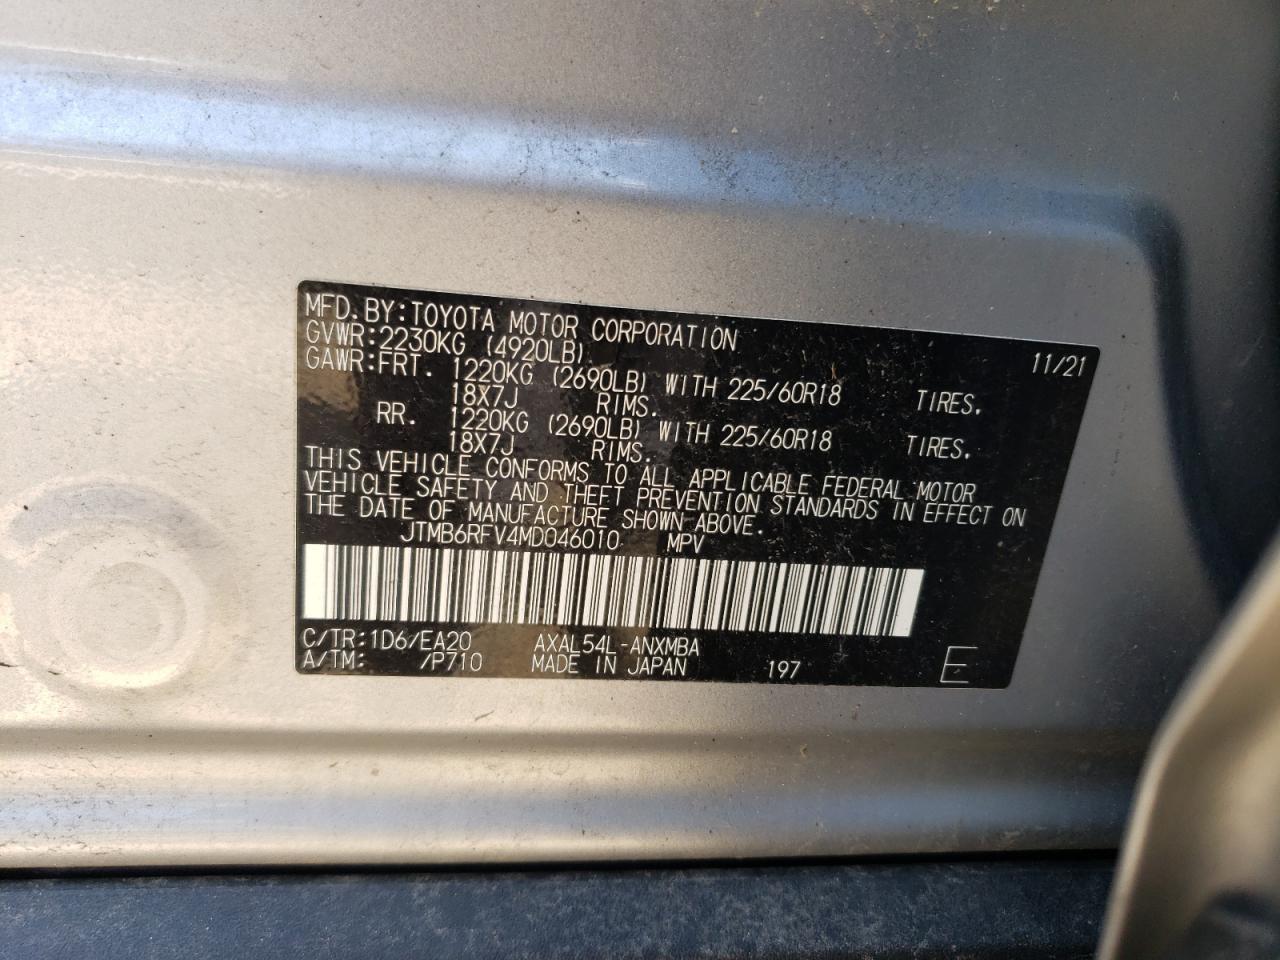 MFD. BY: TOYOTA MOTOR CORPORATION 11/21
GVWR: 2230KG (4920LB)
GAWR: FRT. 1220KG (2690LB) WITH 225/60R18 TIRES.
18X7J RIMS.
RR. 1220KG (2690LB) WITH 225/60R18 TIRES.
18X7J RIMS.
THIS VEHICLE CONFORMS TO ALL APPLICABLE FEDERAL MOTOR
VEHICLE SAFETY AND THEFT PREVENTION STANDARDS IN EFFECT ON
THE DATE OF MANUFACTURE SHOWN ABOVE.
JTMB6RFV4MD046010 MPV
C/TR: 1D6/EA20 AXAL54L-ANXMBA
A/TM: /P710 MADE IN JAPAN 197 E